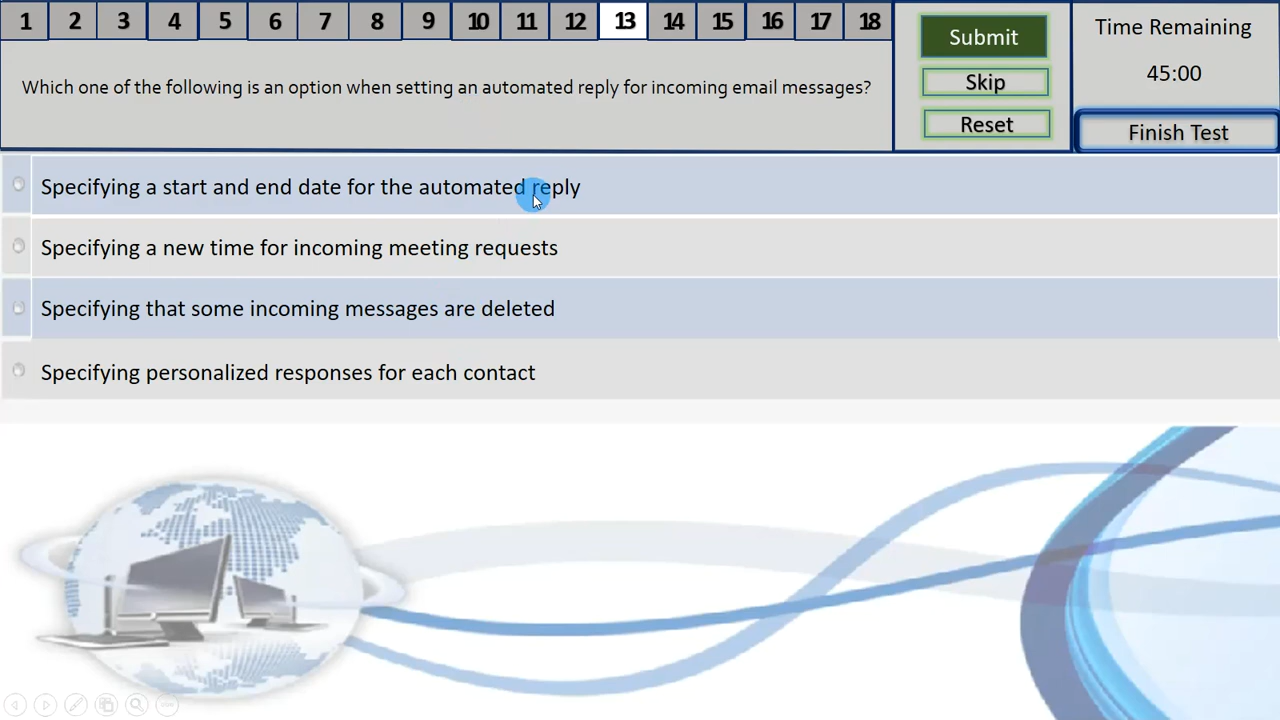 1 2 3 4 5 6 7 8 9 10 11 12 13 14 15 16 17 18
Which one of the following is an option when setting an automated reply for incoming email messages?
Submit
Skip
Reset
Time Remaining
45:00
Finish Test
Specifying a start and end date for the automated reply
Specifying a new time for incoming meeting requests
Specifying that some incoming messages are deleted
Specifying personalized responses for each contact